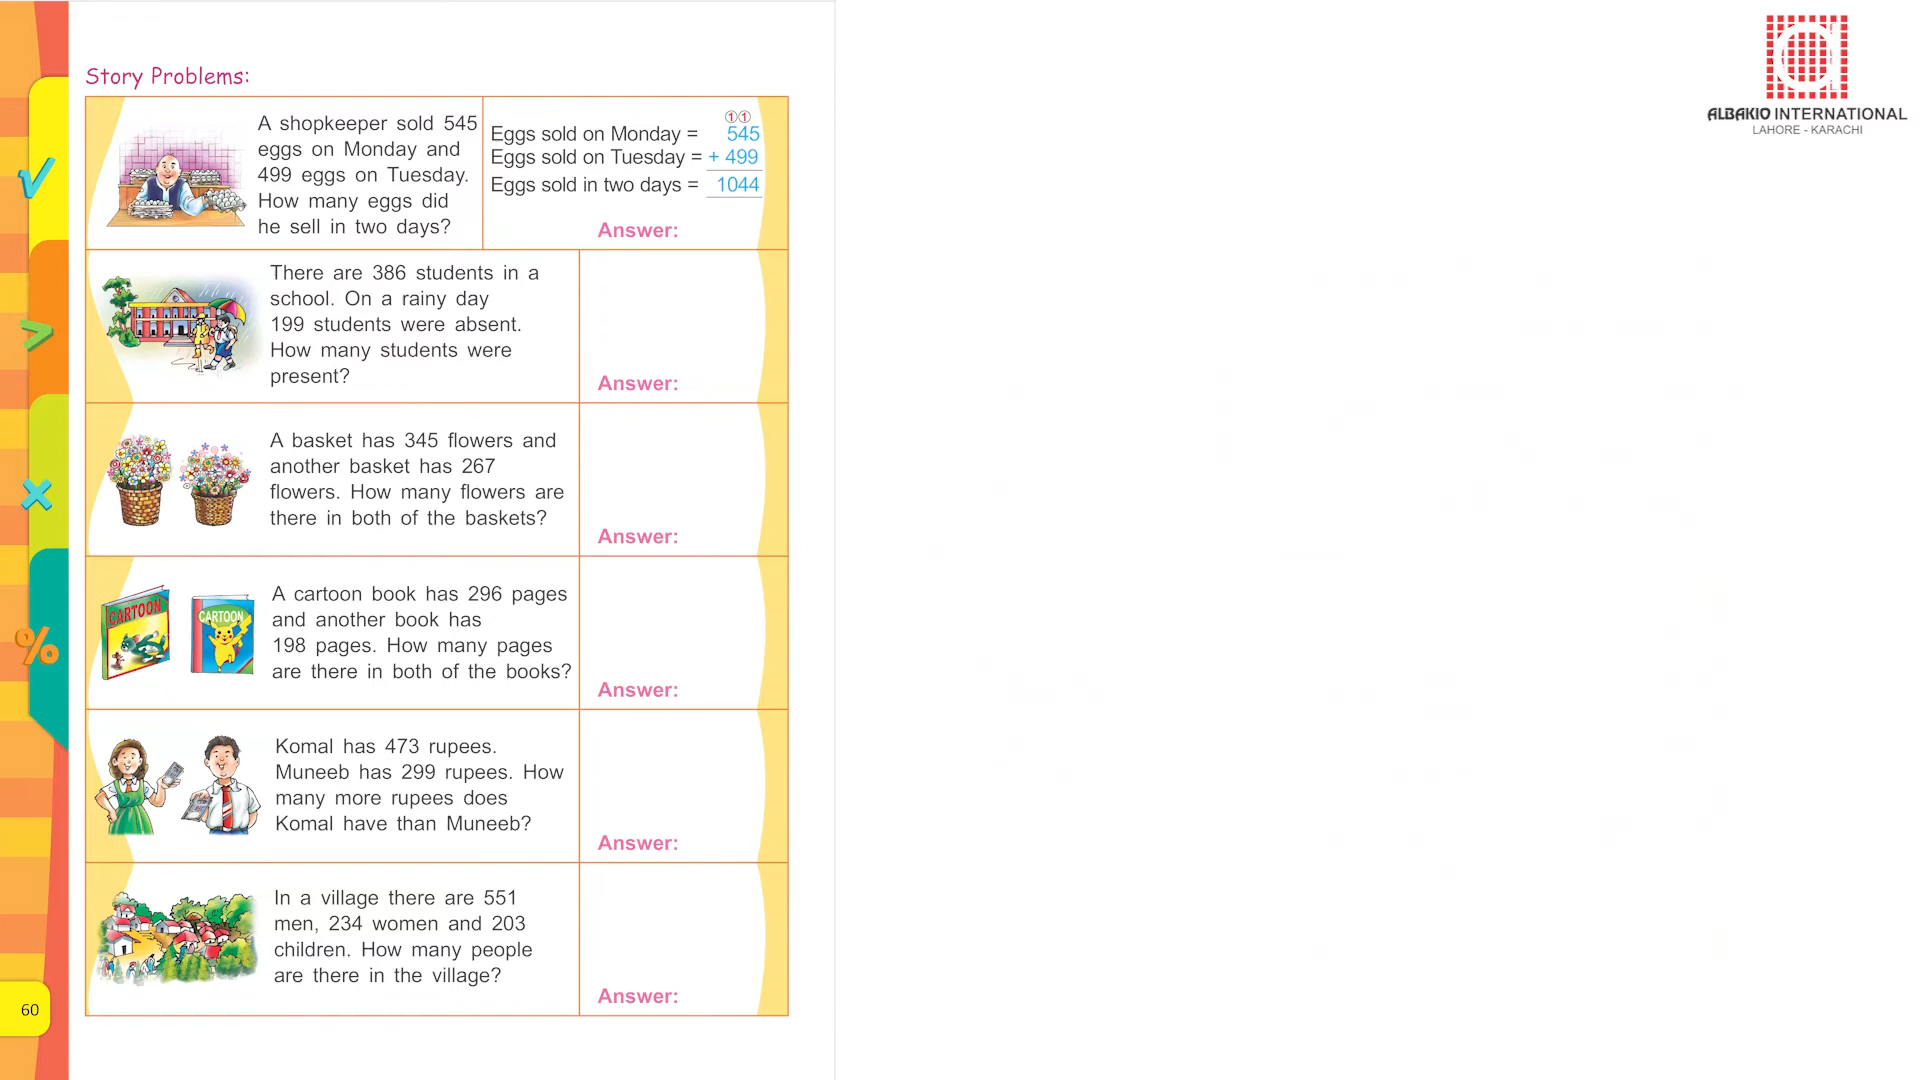 ALBAKIO INTERNATIONAL
LAHORE - KARACHI
Story Problems:
A shopkeeper sold 545
eggs on Monday and
499 eggs on Tuesday.
How many eggs did
he sell in two days?
①①
Eggs sold on Monday = 545
Eggs sold on Tuesday = + 499
Eggs sold in two days = 1044
Answer:
There are 386 students in a
school. On a rainy day
199 students were absent.
How many students were
present?
Answer:
A basket has 345 flowers and
another basket has 267
flowers. How many flowers are
there in both of the baskets?
Answer:
CARTOON
CARTOON
A cartoon book has 296 pages
and another book has
198 pages. How many pages
are there in both of the books?
Answer:
Komal has 473 rupees.
Muneeb has 299 rupees. How
many more rupees does
Komal have than Muneeb?
Answer:
In a village there are 551
men, 234 women and 203
children. How many people
are there in the village?
Answer:
√
>
×
%
60